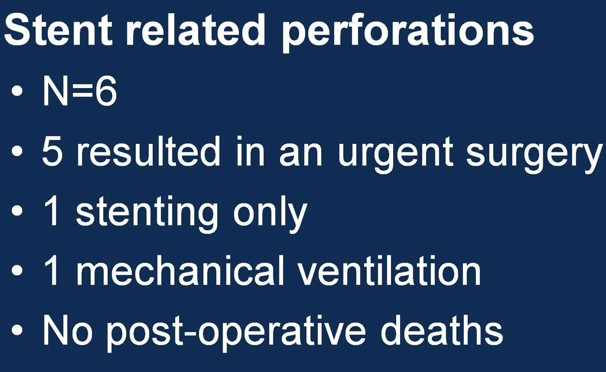 Stent related perforations
• N=6
• 5 resulted in an urgent surgery
• 1 stenting only
• 1 mechanical ventilation
• No post-operative deaths